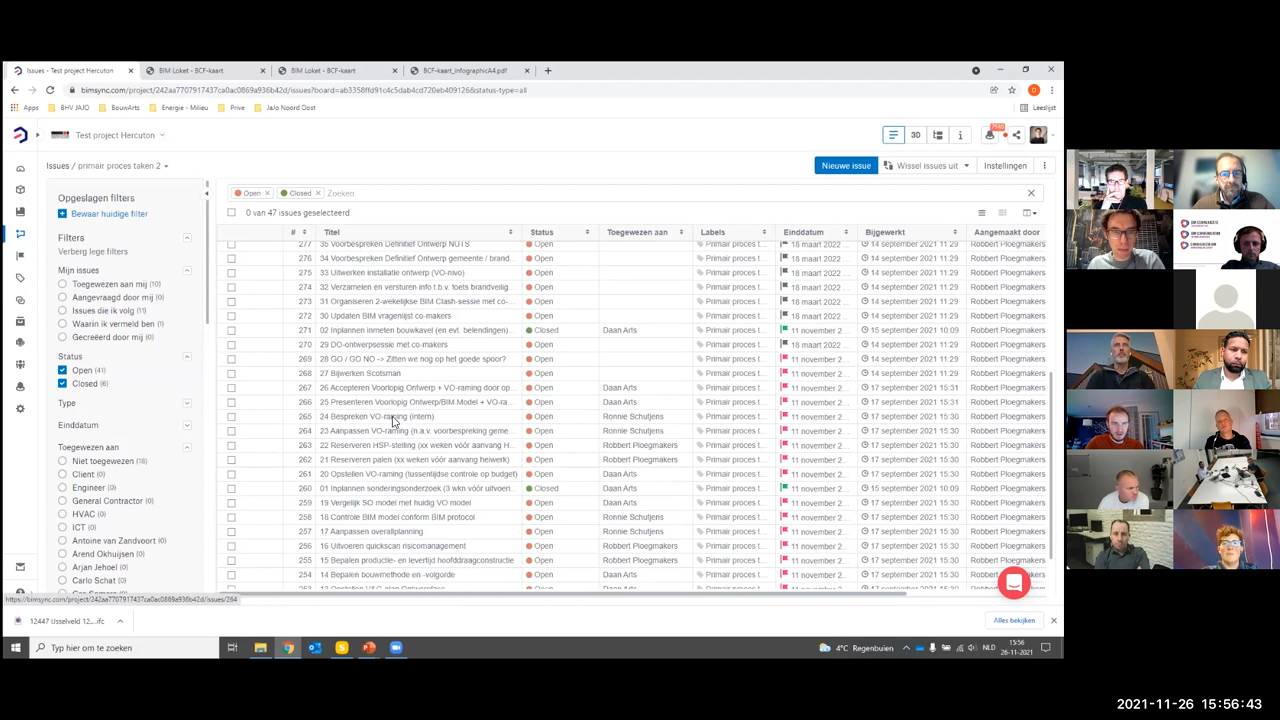 Issues - Test project Hercuton
BIM Loket - BCF-kaart
BIM Loket - BCF-kaart
BCF-kaart_infographicA4.pdf
bimsync.com/project/242aa7707917437ca0ac0869a936b42d/issues?board=ab3358ffd91c4c5dab4cd720eb409126&status-type=all
Apps
BHV JAJO
BouwArts
Energie - Milieu
Prive
JaJo Noord Oost
Leeslijst
Test project Hercuton
3D
Issues / primair proces taken 2
Nieuwe issue
Wissel issues uit
Instellingen
Opgeslagen filters
Bewaar huidige filter
Filters
Verberg lege filters
Mijn issues
Toegewezen aan mij (10)
Aangevraagd door mij (0)
Issues die ik volg (11)
Waarin ik vermeld ben (1)
Gecreëerd door mij (0)
Status
Open (41)
Closed (6)
Type
Einddatum
Toegewezen aan
Niet toegewezen (18)
Client (0)
Engineer (0)
General Contractor (0)
HVAC (0)
ICT (0)
Antoine van Zandvoort (0)
Arend Okhuijsen (0)
Arjan Jehoel (0)
Carlo Schat (0)
Open
Closed
Zoeken
0 van 47 issues geselecteerd
# Titel Status Toegewezen aan Labels Einddatum Bijgewerkt Aangemaakt door
277 35 Voorbespreken Definitief Ontwerp NUTS Open Primair proces t... 18 maart 2022 14 september 2021 11:29 Robbert Ploegmakers
276 34 Voorbespreken Definitief Ontwerp gemeente / brand... Open Primair proces t... 18 maart 2022 14 september 2021 11:29 Robbert Ploegmakers
275 33 Uitwerken installatie ontwerp (VO-nivo) Open Primair proces t... 18 maart 2022 14 september 2021 11:29 Robbert Ploegmakers
274 32 Verzamelen en versturen info t.b.v. toets brandveilig... Open Primair proces t... 18 maart 2022 14 september 2021 11:29 Robbert Ploegmakers
273 31 Organiseren 2-wekelijkse BIM Clash-sessie met co-... Open Primair proces t... 18 maart 2022 14 september 2021 11:29 Robbert Ploegmakers
272 30 Updaten BIM vragenlijst co-makers Open Primair proces t... 18 maart 2022 14 september 2021 11:29 Robbert Ploegmakers
271 02 Inplannen inmeten bouwkavel (en evt. belendingen)... Closed Daan Arts Primair proces t... 11 november 2... 15 september 2021 10:09 Robbert Ploegmakers
270 29 DO-ontwerpsessie met co-makers Open Primair proces t... 18 maart 2022 14 september 2021 11:29 Robbert Ploegmakers
269 28 GO / GO NO -> Zitten we nog op het goede spoor? Open Primair proces t... 11 november 2... 14 september 2021 11:29 Robbert Ploegmakers
268 27 Bijwerken Scotsman Open Primair proces t... 11 november 2... 14 september 2021 11:29 Robbert Ploegmakers
267 26 Accepteren Voorlopig Ontwerp + VO-raming door op... Open Daan Arts Primair proces t... 11 november 2... 17 september 2021 15:31 Robbert Ploegmakers
266 25 Presenteren Voorlopig Ontwerp/BIM Model + VO-ra... Open Daan Arts Primair proces t... 11 november 2... 17 september 2021 15:31 Robbert Ploegmakers
265 24 Bespreken VO-raming (intern) Open Ronnie Schutjens Primair proces t... 11 november 2... 17 september 2021 15:30 Robbert Ploegmakers
264 23 Aanpassen VO-raming (n.a.v. voorbespreking geme... Open Ronnie Schutjens Primair proces t... 11 november 2... 17 september 2021 15:30 Robbert Ploegmakers
263 22 Reserveren HSP-stelling (xx weken vóór aanvang H... Open Robbert Ploegmakers Primair proces t... 11 november 2... 17 september 2021 15:30 Robbert Ploegmakers
262 21 Reserveren palen (xx weken vóór aanvang heiwerk) Open Robbert Ploegmakers Primair proces t... 11 november 2... 17 september 2021 15:30 Robbert Ploegmakers
261 20 Opstellen VO-raming (tussentijdse controle op budget) Open Daan Arts Primair proces t... 11 november 2... 17 september 2021 15:30 Robbert Ploegmakers
260 01 Inplannen sonderingsonderzoek (3 wkn vóór uitvoeri... Closed Daan Arts Primair proces t... 11 november 2... 15 september 2021 10:09 Robbert Ploegmakers
259 19 Vergelijk SO model met huidig VO model Open Daan Arts Primair proces t... 11 november 2... 17 september 2021 15:30 Robbert Ploegmakers
258 18 Controle BIM model conform BIM protocol Open Ronnie Schutjens Primair proces t... 11 november 2... 17 september 2021 15:30 Robbert Ploegmakers
257 17 Aanpassen overallplanning Open Ronnie Schutjens Primair proces t... 11 november 2... 17 september 2021 15:30 Robbert Ploegmakers
256 16 Uitvoeren quickscan risicomanagement Open Robbert Ploegmakers Primair proces t... 11 november 2... 17 september 2021 15:30 Robbert Ploegmakers
255 15 Bepalen productie- en levertijd hoofddraagconstructie Open Robbert Ploegmakers Primair proces t... 11 november 2... 17 september 2021 15:30 Robbert Ploegmakers
254 14 Bepalen bouwmethode en -volgorde Open Daan Arts Primair proces t... 11 november 2... 17 september 2021 15:30 Robbert Ploegmakers
https://bimsync.com/project/242aa7707917437ca0ac0869a936b42d/issues/264
12447 IJsselveld 12....ifc
Alles bekijken
Typ hier om te zoeken
4°C Regenbuien
NLD
15:56
26-11-2021
2021-11-26 15:56:43